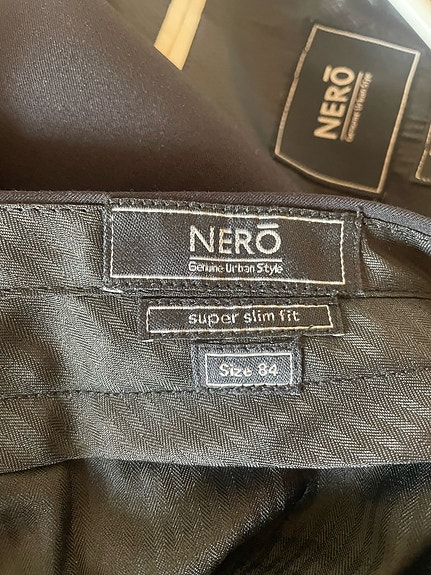 NERŌ
Genuine Urban Style
NERŌ
Genuine Urban Style
super slim fit
Size 84